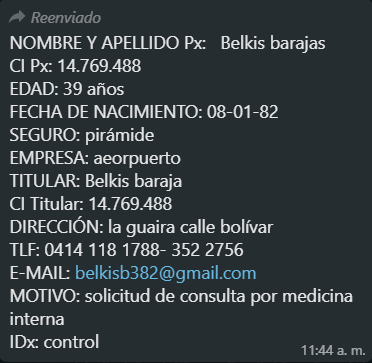 Reenviado
NOMBRE Y APELLIDO Px:   Belkis barajas
CI Px: 14.769.488
EDAD: 39 años
FECHA DE NACIMIENTO: 08-01-82
SEGURO: pirámide
EMPRESA: aeorpuerto
TITULAR: Belkis baraja
CI Titular: 14.769.488
DIRECCIÓN: la guaira calle bolívar
TLF: 0414 118 1788- 352 2756
E-MAIL: belkisb382@gmail.com
MOTIVO: solicitud de consulta por medicina
interna
IDx: control
11:44 a. m.